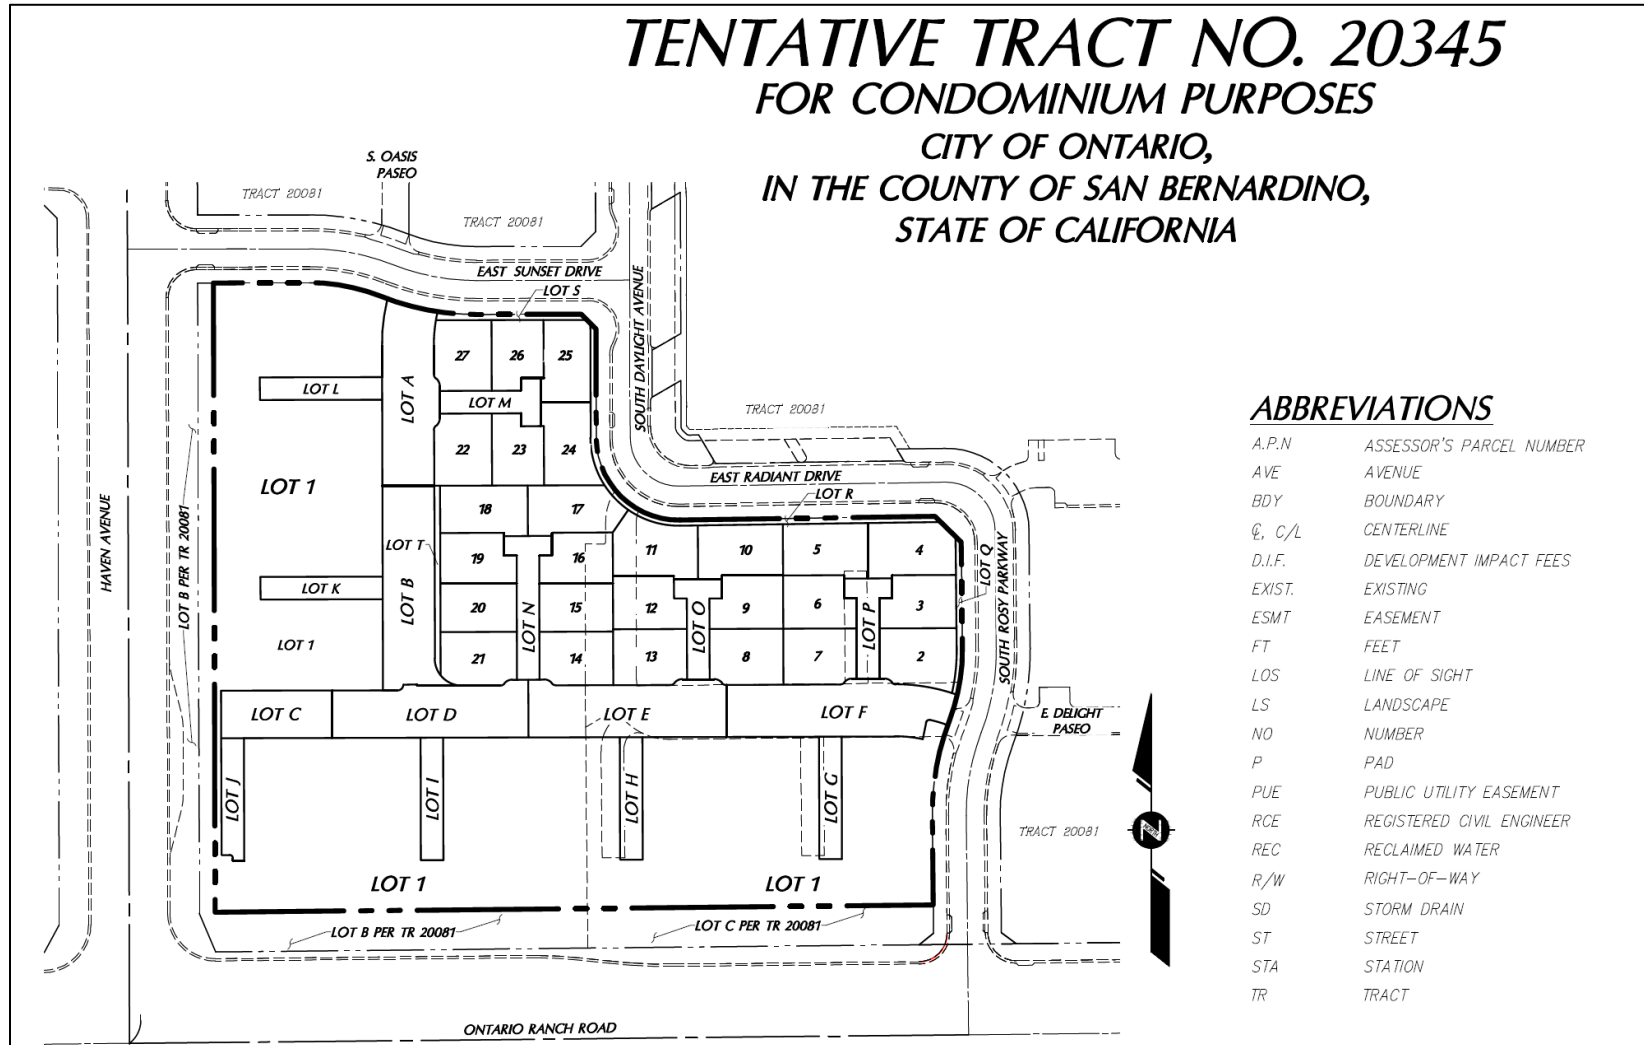 TENTATIVE TRACT NO. 20345
FOR CONDOMINIUM PURPOSES
CITY OF ONTARIO,
IN THE COUNTY OF SAN BERNARDINO,
STATE OF CALIFORNIA
S. OASIS
PASEO
TRACT 20081
TRACT 20081
EAST SUNSET DRIVE
LOT S
SOUTH DAYLIGHT AVENUE
27
26
25
LOT L
LOT A
LOT M
TRACT 20081
22
23
24
EAST RADIANT DRIVE
LOT R
LOT 1
HAVEN AVENUE
LOT B PER TR 20081
18
17
LOT T
19
16
11
10
5
4
LOT Q
SOUTH ROSY PARKWAY
LOT K
LOT B
20
LOT N
15
12
LOT O
9
6
LOT P
3
LOT 1
21
14
13
8
7
2
LOT C
LOT D
LOT E
LOT F
E. DELIGHT
PASEO
LOT J
LOT I
LOT H
LOT G
TRACT 20081
N
NORTH
LOT 1
LOT 1
LOT B PER TR 20081
LOT C PER TR 20081
ONTARIO RANCH ROAD
ABBREVIATIONS
A.P.N ASSESSOR'S PARCEL NUMBER
AVE AVENUE
BDY BOUNDARY
℄, C/L CENTERLINE
D.I.F. DEVELOPMENT IMPACT FEES
EXIST. EXISTING
ESMT EASEMENT
FT FEET
LOS LINE OF SIGHT
LS LANDSCAPE
NO NUMBER
P PAD
PUE PUBLIC UTILITY EASEMENT
RCE REGISTERED CIVIL ENGINEER
REC RECLAIMED WATER
R/W RIGHT-OF-WAY
SD STORM DRAIN
ST STREET
STA STATION
TR TRACT